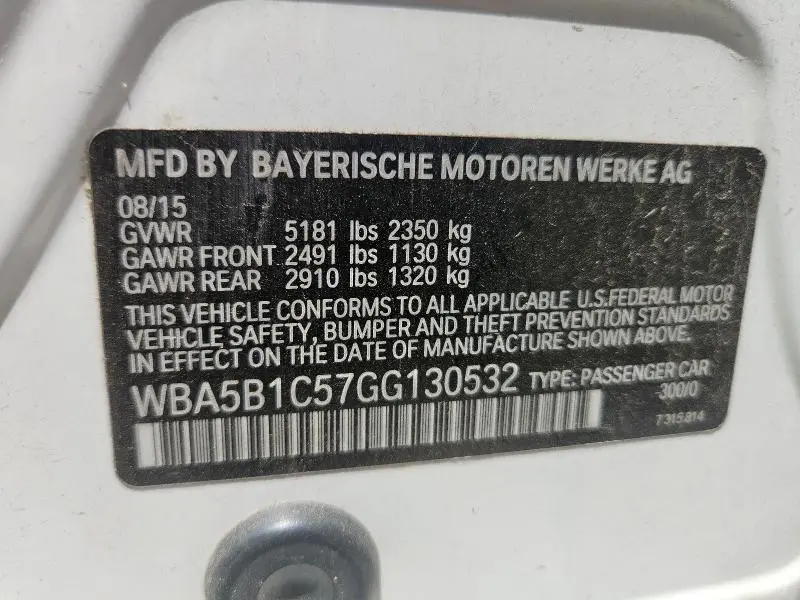 MFD BY BAYERISCHE MOTOREN WERKE AG
08/15
GVWR 5181 lbs 2350 kg
GAWR FRONT 2491 lbs 1130 kg
GAWR REAR 2910 lbs 1320 kg
THIS VEHICLE CONFORMS TO ALL APPLICABLE U.S.FEDERAL MOTOR
VEHICLE SAFETY, BUMPER AND THEFT PREVENTION STANDARDS
IN EFFECT ON THE DATE OF MANUFACTURE SHOWN ABOVE.
WBA5B1C57GG130532 TYPE: PASSENGER CAR
300/0
7315814